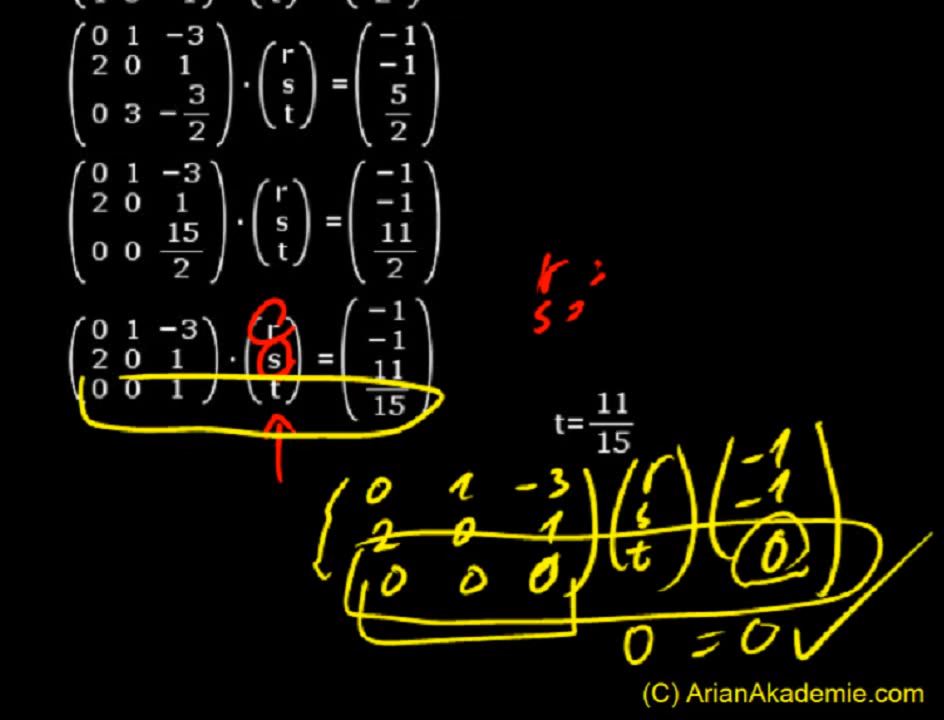 ( 0 1 −3 ) · ( r ) = ( −1 )
( 2 0 1 ) ( s ) ( −1 )
( 0 3 −3/2 ) ( t ) ( 5/2 )
( 0 1 −3 ) · ( r ) = ( −1 )
( 2 0 1 ) ( s ) ( −1 )
( 0 0 15/2 ) ( t ) ( 11/2 )
r :
s :
( 0 1 −3 ) · ( r ) = ( −1 )
( 2 0 1 ) ( s ) ( −1 )
( 0 0 1 ) ( t ) ( 11/15 )
t= 11/15
( 0 1 -3 ) ( r ) ( -1 )
( 2 0 1 ) ( s ) ( -1 )
( 0 0 0 ) ( t ) ( 0 )
0 = 0 ✓
(C) ArianAkademie.com